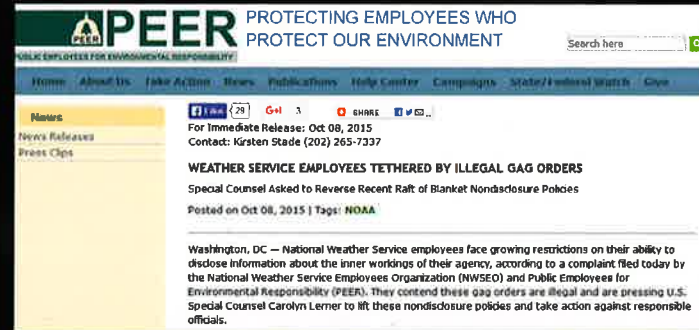 PEER
PEER
PROTECTING EMPLOYEES WHO
PROTECT OUR ENVIRONMENT
PUBLIC EMPLOYEES FOR ENVIRONMENTAL RESPONSIBILITY
Search here
Home About Us Take Action News Publications Help Center Campaigns State/Federal Watch Give
News
News Releases
Press Clips
Like 29 G+1 3 SHARE
For Immediate Release: Oct 08, 2015
Contact: Kirsten Stade (202) 265-7337
WEATHER SERVICE EMPLOYEES TETHERED BY ILLEGAL GAG ORDERS
Special Counsel Asked to Reverse Recent Raft of Blanket Nondisclosure Policies
Posted on Oct 08, 2015 | Tags: NOAA
Washington, DC — National Weather Service employees face growing restrictions on their ability to
disclose information about the inner workings of their agency, according to a complaint filed today by
the National Weather Service Employees Organization (NWSEO) and Public Employees for
Environmental Responsibility (PEER). They contend these gag orders are illegal and are pressing U.S.
Special Counsel Carolyn Lerner to lift these nondisclosure policies and take action against responsible
officials.